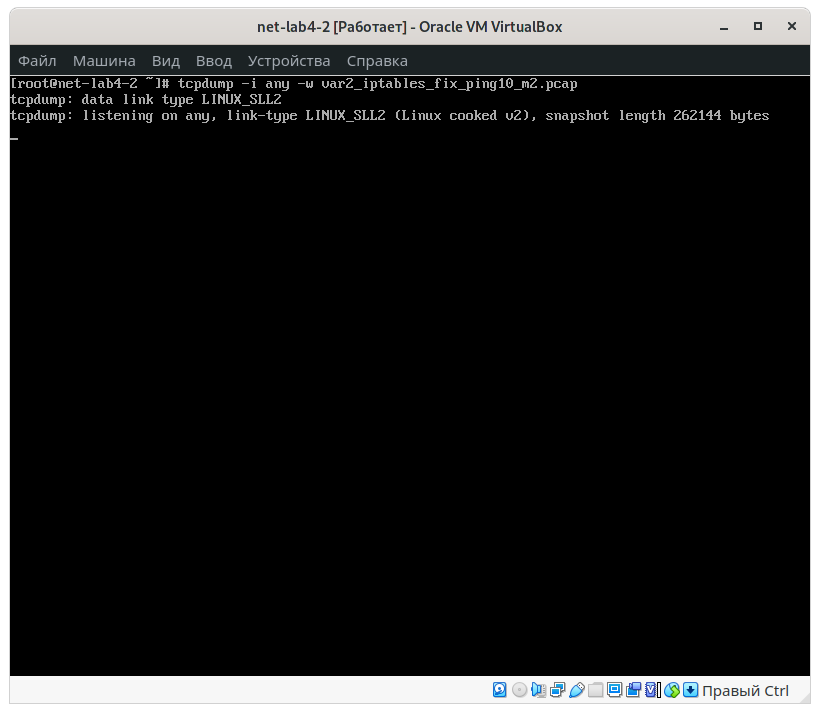 net-lab4-2 [Работает] - Oracle VM VirtualBox
Файл Машина Вид Ввод Устройства Справка
[root@net-lab4-2 ~]# tcpdump -i any -w var2_iptables_fix_ping10_m2.pcap
tcpdump: data link type LINUX_SLL2
tcpdump: listening on any, link-type LINUX_SLL2 (Linux cooked v2), snapshot length 262144 bytes
Правый Ctrl